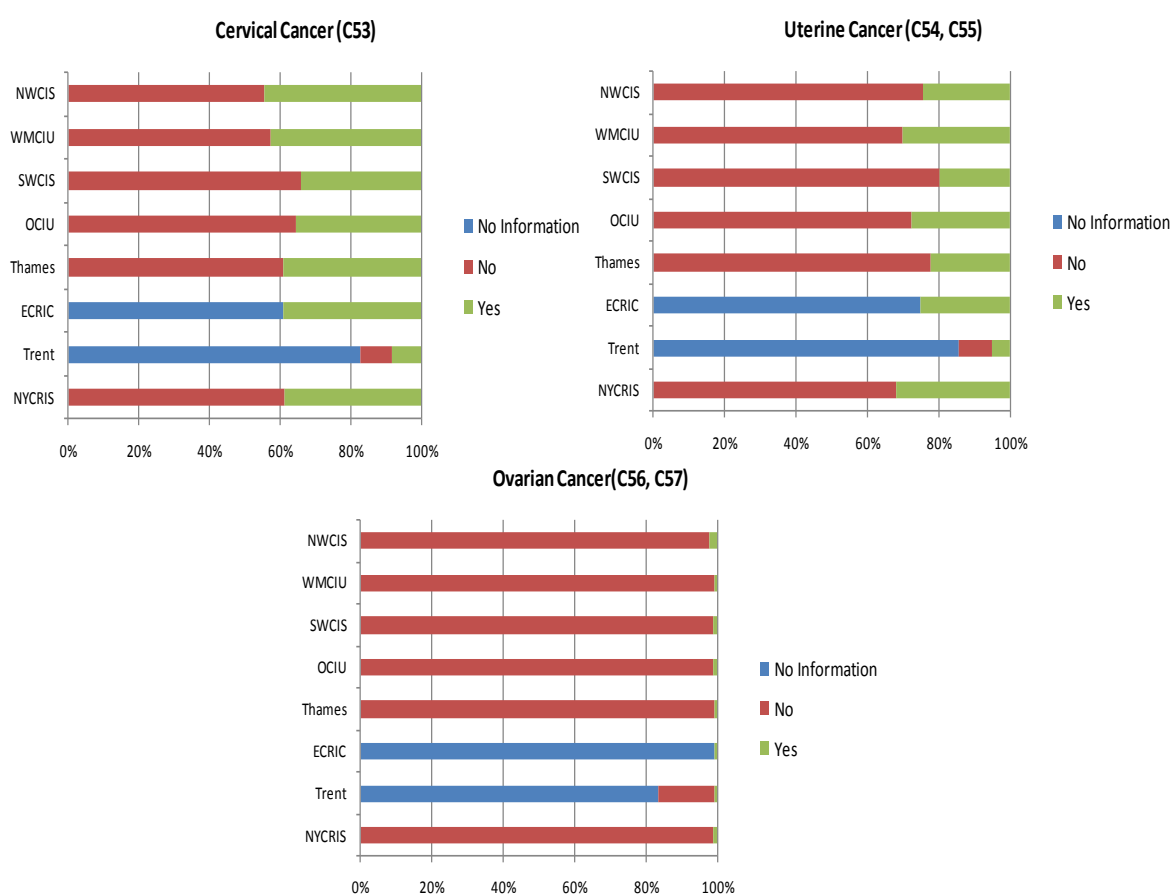 Cervical Cancer (C53)
NWCIS
WMCIU
SWCIS
OCIU
Thames
ECRIC
Trent
NYCRIS
0% 20% 40% 60% 80% 100%
No Information
No
Yes
Uterine Cancer (C54, C55)
NWCIS
WMCIU
SWCIS
OCIU
Thames
ECRIC
Trent
NYCRIS
0% 20% 40% 60% 80% 100%
No Information
No
Yes
Ovarian Cancer(C56, C57)
NWCIS
WMCIU
SWCIS
OCIU
Thames
ECRIC
Trent
NYCRIS
0% 20% 40% 60% 80% 100%
No Information
No
Yes